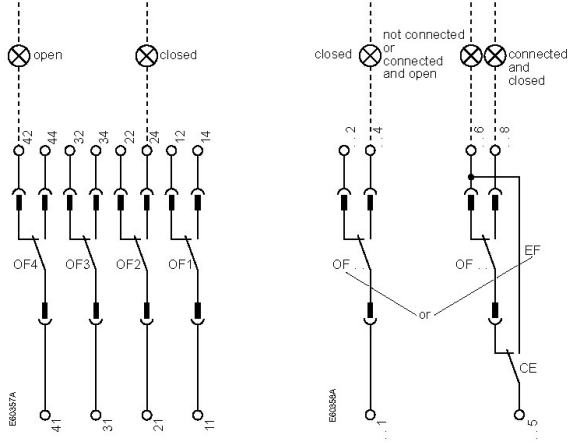 open
closed
closed
not connected
or
connected
and open
connected
and
closed
42
44
32
34
22
24
12
14
.. 2
.. 4
.. 6
.. 8
OF4
OF3
OF2
OF1
OF . .
OF . .
EF
or
CE
E60357A
41
31
21
11
E60358A
.. 1
.. 5